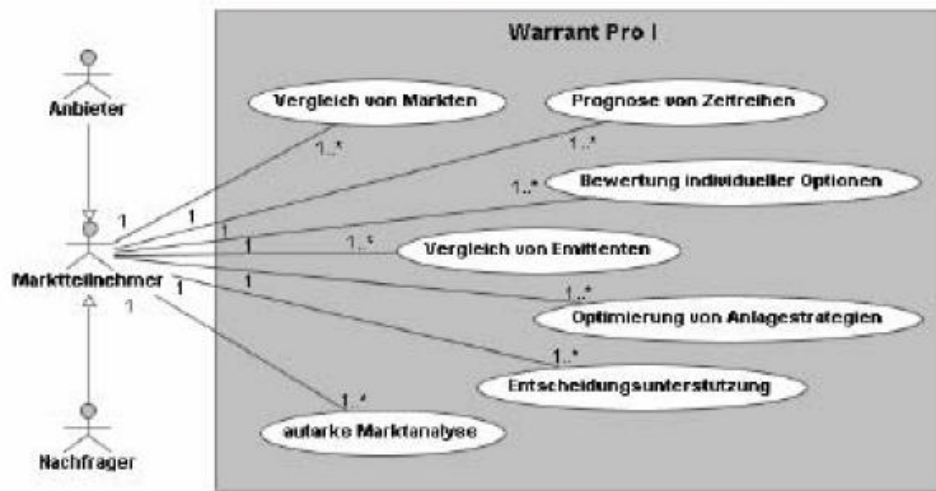 Warrant Pro I
Anbieter
Vergleich von Markten
Prognose von Zeitreihen
1..*
1..*
Bewertung individueller Optionen
1..*
1
1
1
1
1..*
Vergleich von Emittenten
Marktteilnehmer
1
1
1
1..*
Optimierung von Anlagestrategien
1..*
Entscheidungsunterstutzung
1..*
autarke Marktanalyse
Nachfrager